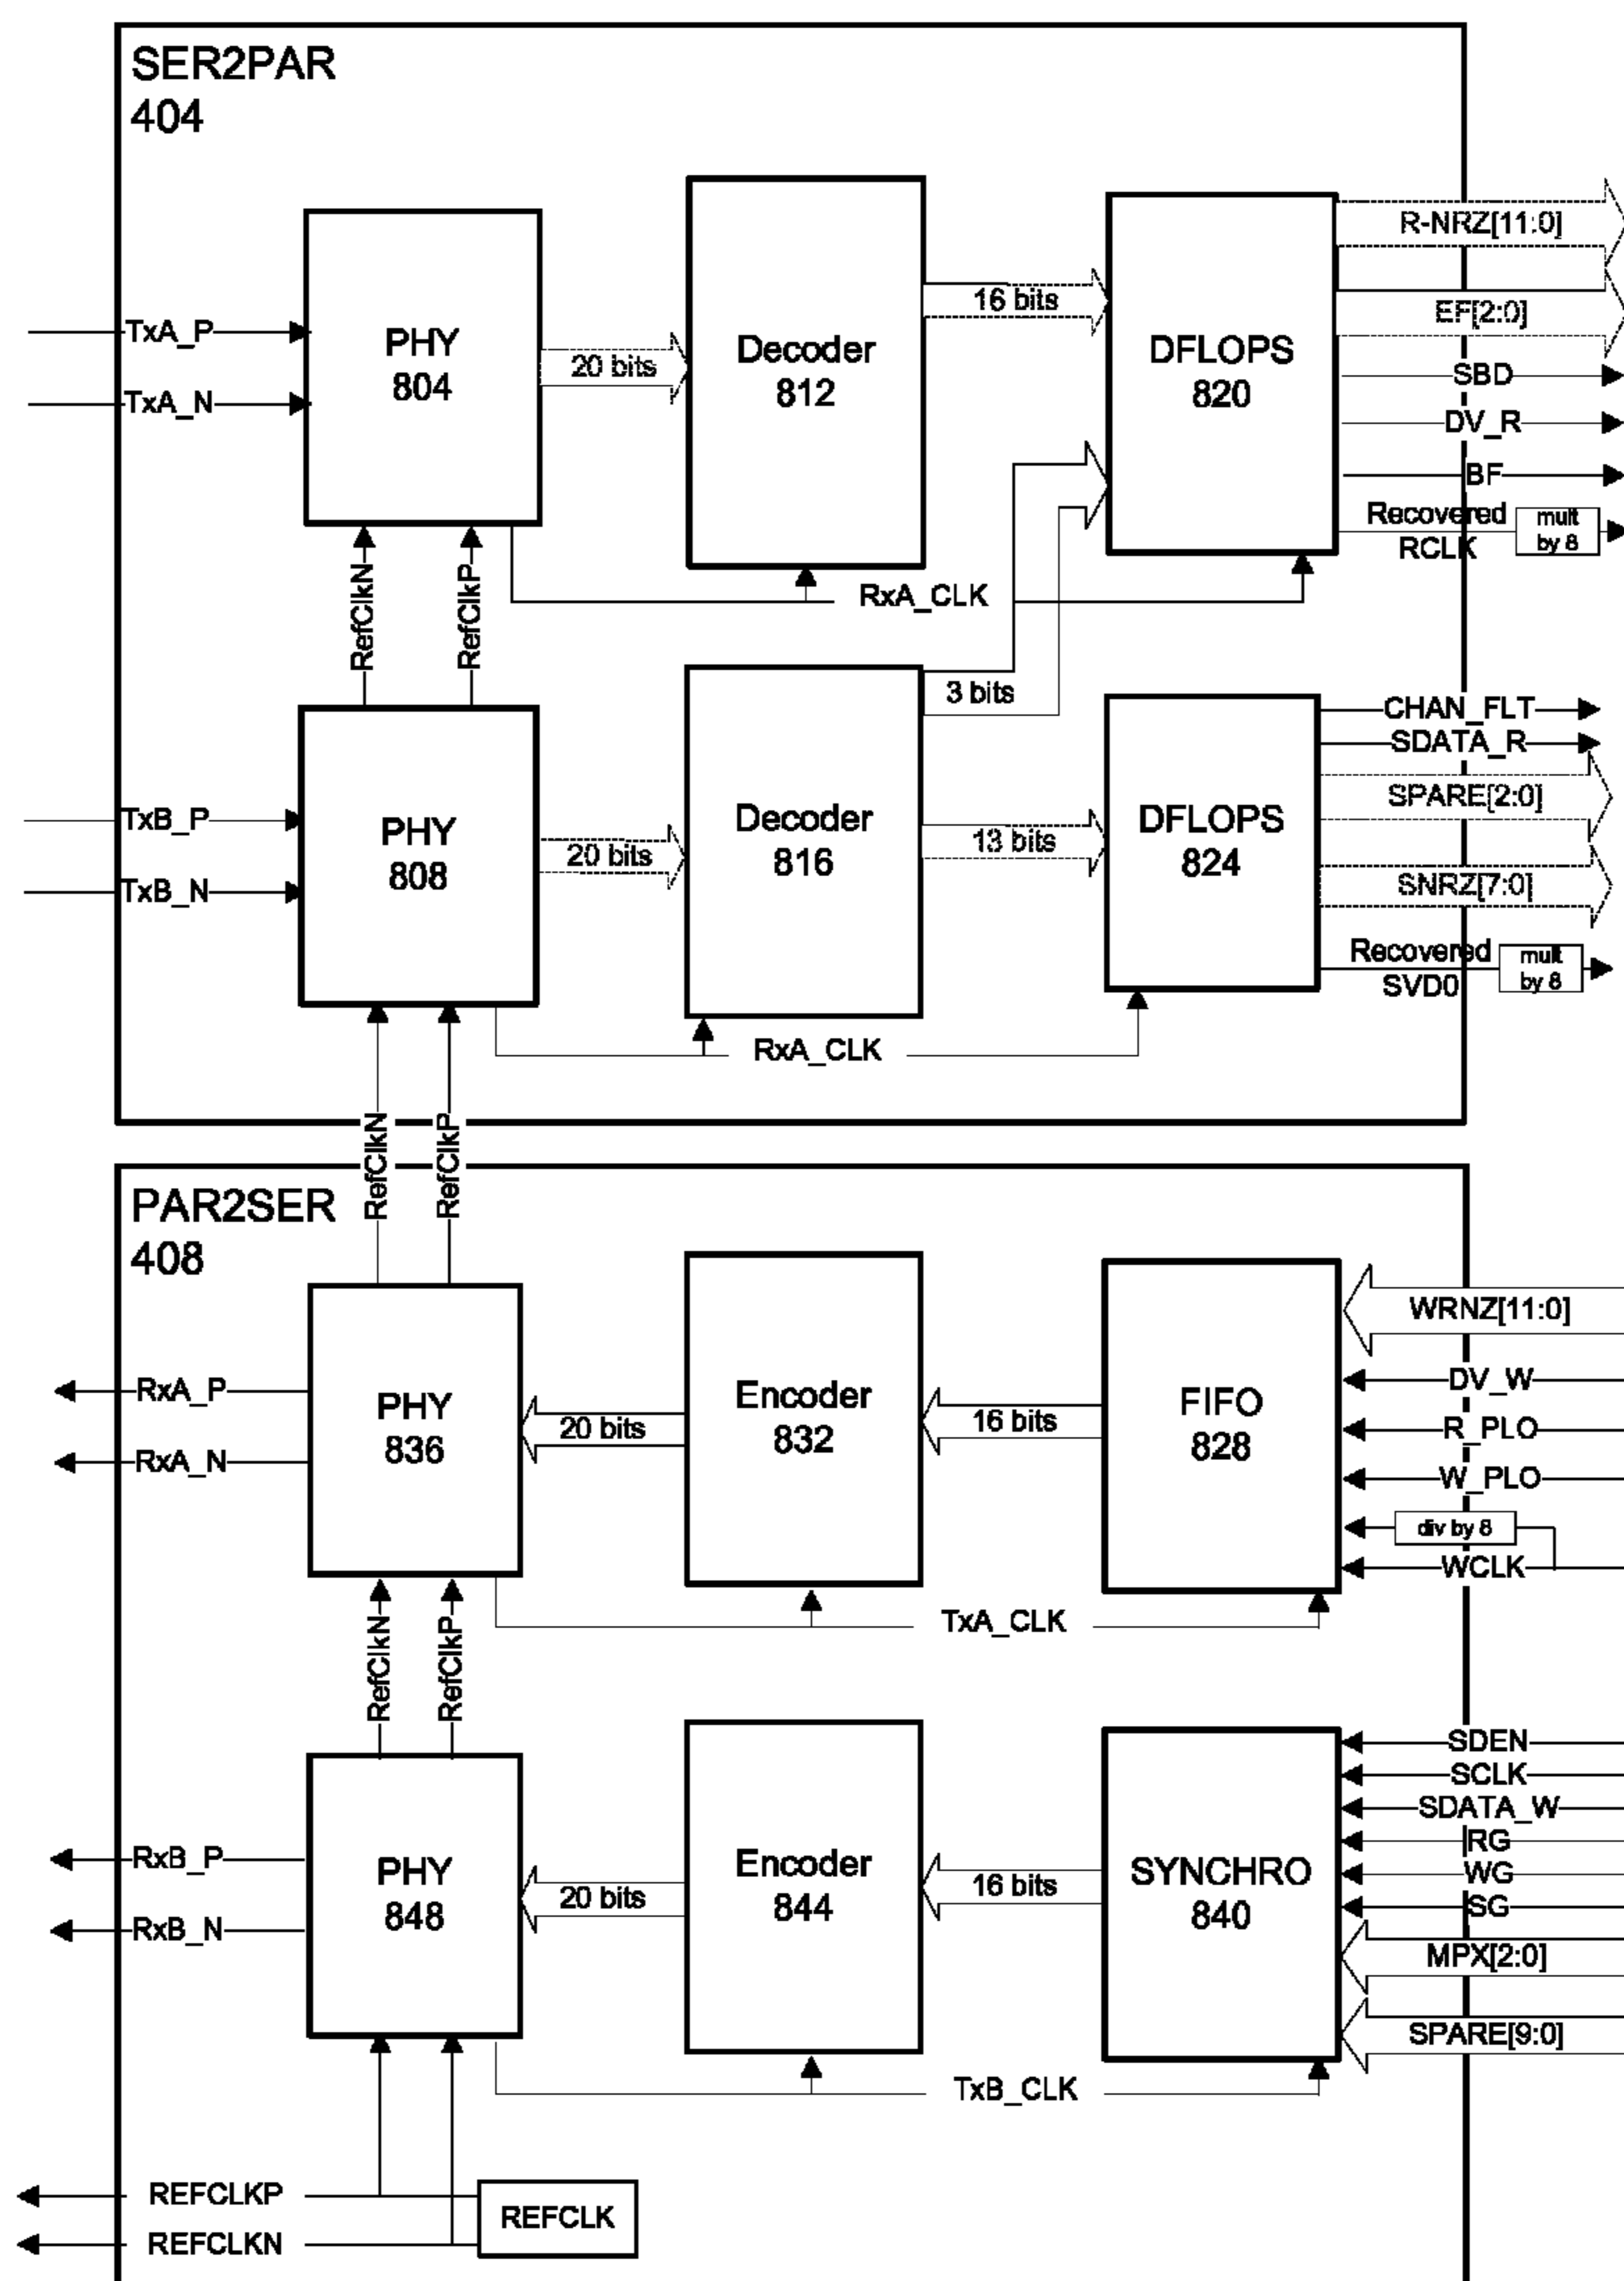 SER2PAR
404
PHY
804
Decoder
812
DFLOPS
820
TxA_P
TxA_N
20 bits
16 bits
R-NRZ[11:0]
EF[2:0]
SBD
DV_R
BF
Recovered
RCLK
mult
by 8
RefClkN
RefClkP
RxA_CLK
3 bits
PHY
808
Decoder
816
DFLOPS
824
TxB_P
TxB_N
20 bits
13 bits
CHAN_FLT
SDATA_R
SPARE[2:0]
SNRZ[7:0]
Recovered
SVD0
mult
by 8
RxA_CLK
RefClkN
RefClkP
PAR2SER
408
PHY
836
Encoder
832
FIFO
828
RxA_P
RxA_N
20 bits
16 bits
WRNZ[11:0]
DV_W
R_PLO
W_PLO
div by 8
WCLK
TxA_CLK
RefClkN
RefClkP
PHY
848
Encoder
844
SYNCHRO
840
RxB_P
RxB_N
20 bits
16 bits
SDEN
SCLK
SDATA_W
RG
WG
SG
MPX[2:0]
SPARE[9:0]
TxB_CLK
REFCLKP
REFCLKN
REFCLK